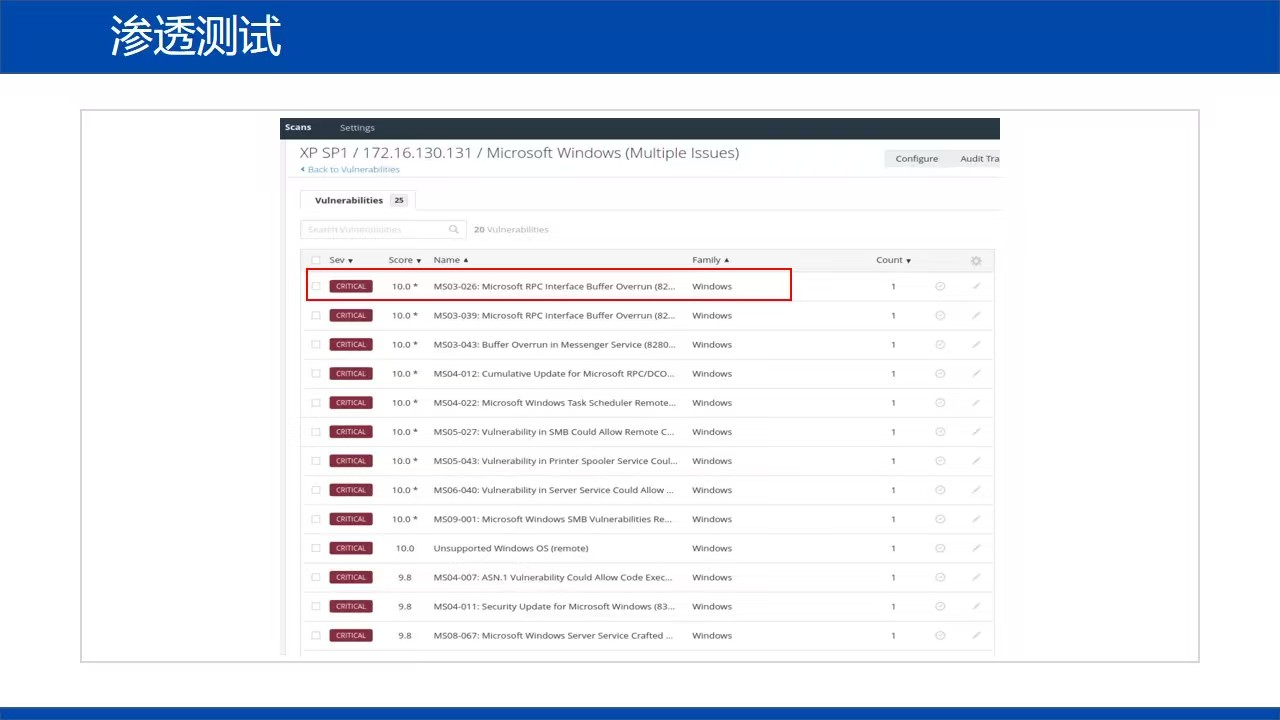 渗透测试
Scans Settings
XP SP1 / 172.16.130.131 / Microsoft Windows (Multiple Issues)
Configure Audit Tra
Back to Vulnerabilities
Vulnerabilities 25
Search Vulnerabilities 20 Vulnerabilities
Sev Score Name Family Count
CRITICAL 10.0 * MS03-026: Microsoft RPC Interface Buffer Overrun (82... Windows 1
CRITICAL 10.0 * MS03-039: Microsoft RPC Interface Buffer Overrun (82... Windows 1
CRITICAL 10.0 * MS03-043: Buffer Overrun in Messenger Service (8280... Windows 1
CRITICAL 10.0 * MS04-012: Cumulative Update for Microsoft RPC/DCO... Windows 1
CRITICAL 10.0 * MS04-022: Microsoft Windows Task Scheduler Remote... Windows 1
CRITICAL 10.0 * MS05-027: Vulnerability in SMB Could Allow Remote C... Windows 1
CRITICAL 10.0 * MS05-043: Vulnerability in Printer Spooler Service Coul... Windows 1
CRITICAL 10.0 * MS06-040: Vulnerability in Server Service Could Allow ... Windows 1
CRITICAL 10.0 * MS09-001: Microsoft Windows SMB Vulnerabilities Re... Windows 1
CRITICAL 10.0 Unsupported Windows OS (remote) Windows 1
CRITICAL 9.8 MS04-007: ASN.1 Vulnerability Could Allow Code Exec... Windows 1
CRITICAL 9.8 MS04-011: Security Update for Microsoft Windows (83... Windows 1
CRITICAL 9.8 MS08-067: Microsoft Windows Server Service Crafted ... Windows 1